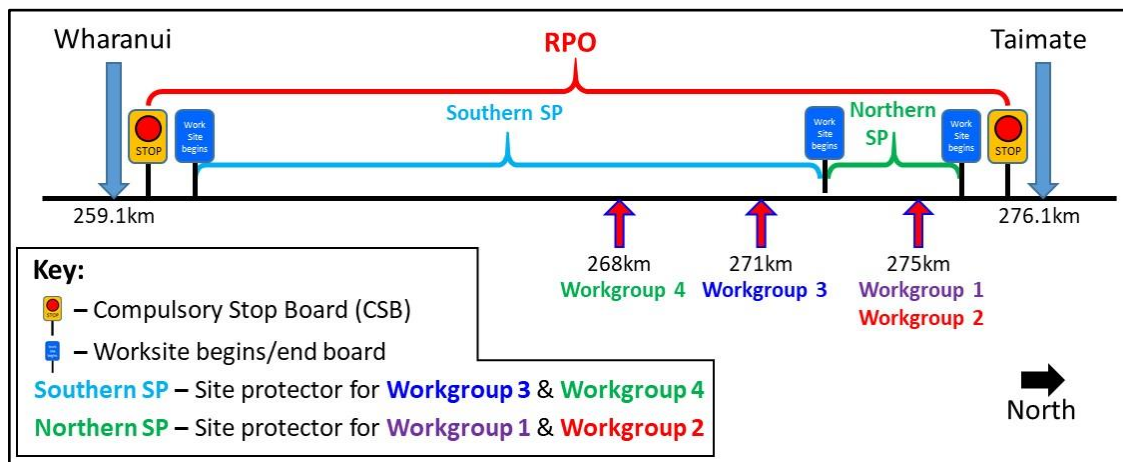 Wharanui
RPO
Taimate
Southern SP
Northern
SP
STOP
Work
Site
begins
Work
Site
begins
Work
Site
begins
STOP
259.1km
276.1km
268km
Workgroup 4
271km
Workgroup 3
275km
Workgroup 1
Workgroup 2
Key:
STOP
– Compulsory Stop Board (CSB)
– Worksite begins/end board
Southern SP – Site protector for Workgroup 3 & Workgroup 4
Northern SP – Site protector for Workgroup 1 & Workgroup 2
North